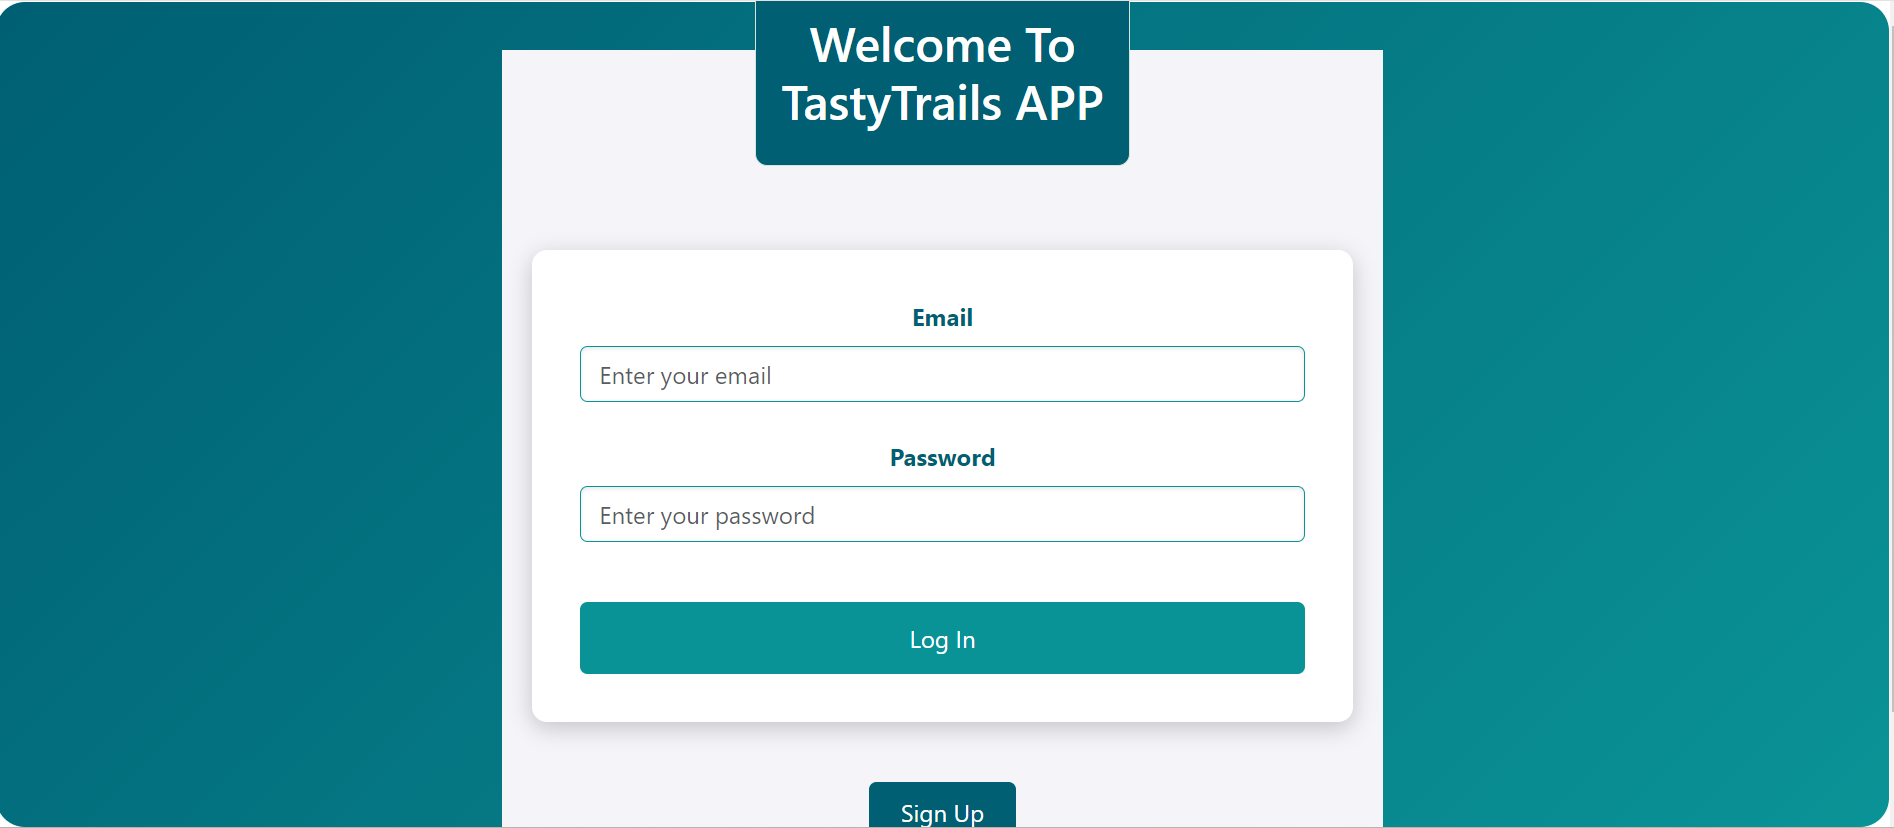 Welcome To
TastyTrails APP
Email
Enter your email
Password
Enter your password
Log In
Sign Up